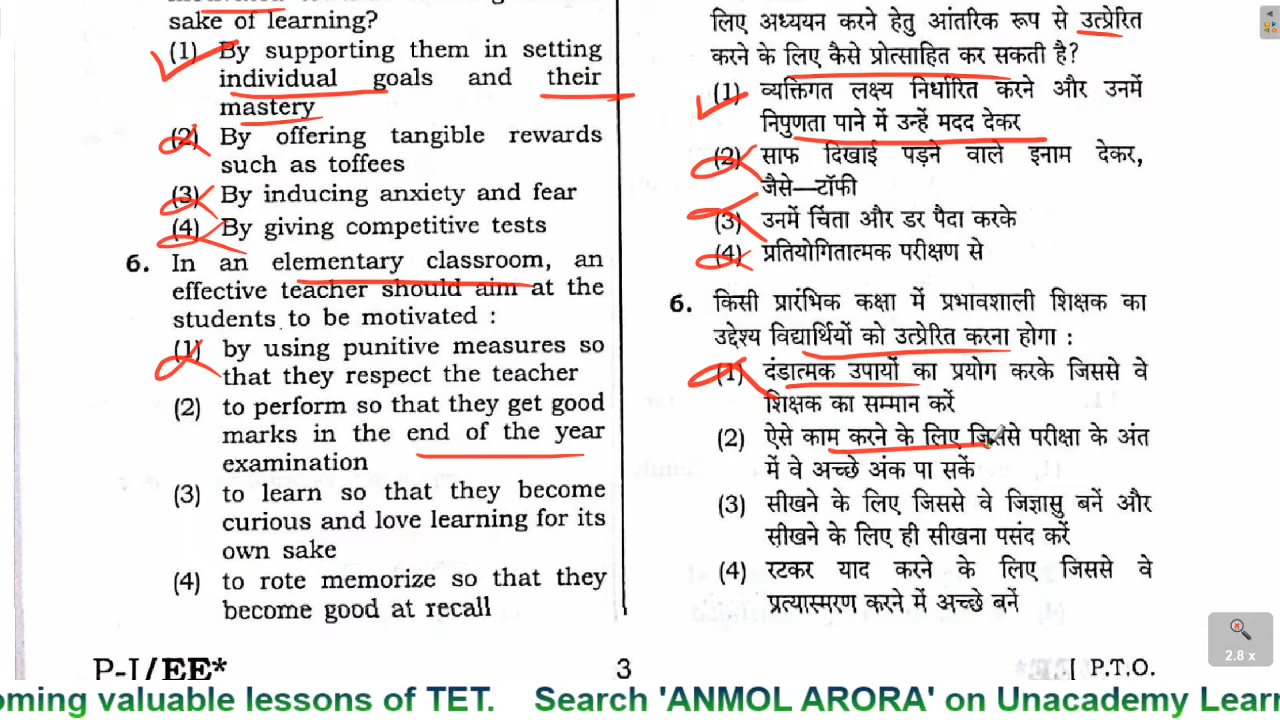 sake of learning?
(1) By supporting them in setting
individual goals and their
mastery
(2) By offering tangible rewards
such as toffees
(3) By inducing anxiety and fear
(4) By giving competitive tests
6. In an elementary classroom, an
effective teacher should aim at the
students to be motivated :
(1) by using punitive measures so
that they respect the teacher
(2) to perform so that they get good
marks in the end of the year
examination
(3) to learn so that they become
curious and love learning for its
own sake
(4) to rote memorize so that they
become good at recall
लिए अध्ययन करने हेतु आंतरिक रूप से उत्प्रेरित
करने के लिए कैसे प्रोत्साहित कर सकती है?
(1) व्यक्तिगत लक्ष्य निर्धारित करने और उनमें
निपुणता पाने में उन्हें मदद देकर
(2) साफ दिखाई पड़ने वाले इनाम देकर,
जैसे—टॉफी
(3) उनमें चिंता और डर पैदा करके
(4) प्रतियोगितात्मक परीक्षण से
6. किसी प्रारंभिक कक्षा में प्रभावशाली शिक्षक का
उद्देश्य विद्यार्थियों को उत्प्रेरित करना होगा :
(1) दंडात्मक उपायों का प्रयोग करके जिससे वे
शिक्षक का सम्मान करें
(2) ऐसे काम करने के लिए जिससे परीक्षा के अंत
में वे अच्छे अंक पा सकें
(3) सीखने के लिए जिससे वे जिज्ञासु बनें और
सीखने के लिए ही सीखना पसंद करें
(4) रटकर याद करने के लिए जिससे वे
प्रत्यास्मरण करने में अच्छे बनें
P-I/EE*
3
[ P.T.O.
2.8 x
oming valuable lessons of TET. Search 'ANMOL ARORA' on Unacademy Lear